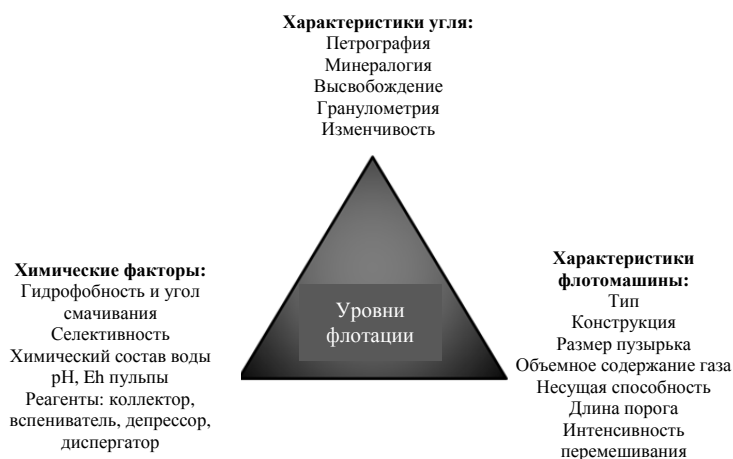 Характеристики угля:
Петрография
Минералогия
Высвобождение
Гранулометрия
Изменчивость
Химические факторы:
Гидрофобность и угол
смачивания
Селективность
Химический состав воды
pH, Eh пульпы
Реагенты: коллектор,
вспениватель, депрессор,
диспергатор
Уровни
флотации
Характеристики
флотомашины:
Тип
Конструкция
Размер пузырька
Объемное содержание газа
Несущая способность
Длина порога
Интенсивность
перемешивания